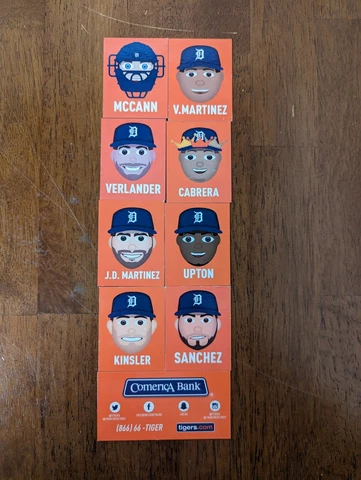 MCCANN
V.MARTINEZ
VERLANDER
CABRERA
J.D. MARTINEZ
UPTON
KINSLER
SANCHEZ
COMERICA BANK
(866) 66-TIGER
tigers.com